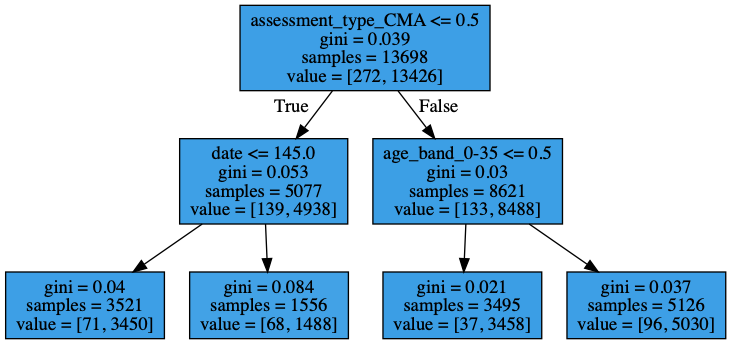 assessment_type_CMA <= 0.5
gini = 0.039
samples = 13698
value = [272, 13426]
True
False
date <= 145.0
gini = 0.053
samples = 5077
value = [139, 4938]
age_band_0-35 <= 0.5
gini = 0.03
samples = 8621
value = [133, 8488]
gini = 0.04
samples = 3521
value = [71, 3450]
gini = 0.084
samples = 1556
value = [68, 1488]
gini = 0.021
samples = 3495
value = [37, 3458]
gini = 0.037
samples = 5126
value = [96, 5030]